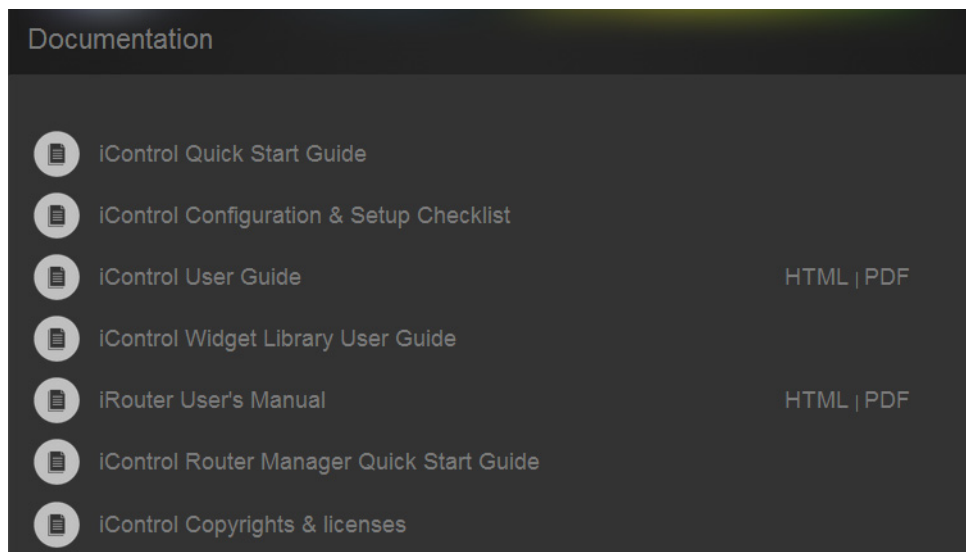 Documentation
iControl Quick Start Guide
iControl Configuration & Setup Checklist
iControl User Guide HTML | PDF
iControl Widget Library User Guide
iRouter User's Manual HTML | PDF
iControl Router Manager Quick Start Guide
iControl Copyrights & licenses